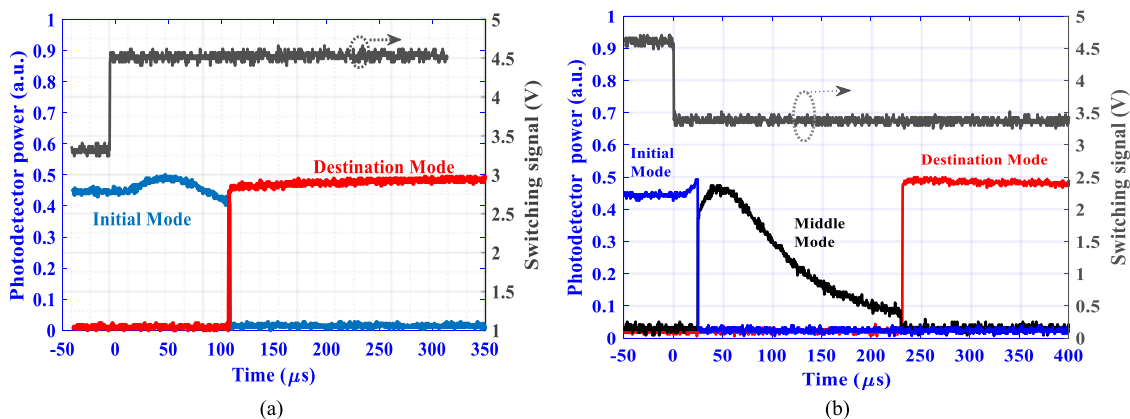 Photodetector power (a.u.)
1
0.9
0.8
0.7
0.6
0.5
0.4
0.3
0.2
0.1
0
-50 0 50 100 150 200 250 300 350
Time (μs)
5
4.5
4
3.5
3
2.5
2
1.5
1
Switching signal (V)
Destination Mode
Initial Mode
(a)
Photodetector power (a.u.)
1
0.9
0.8
0.7
0.6
0.5
0.4
0.3
0.2
0.1
0
-50 0 50 100 150 200 250 300 350 400
Time (μs)
5
4.5
4
3.5
3
2.5
2
1.5
1
0.5
0
Switching signal (V)
Initial
Mode
Destination Mode
Middle
Mode
(b)